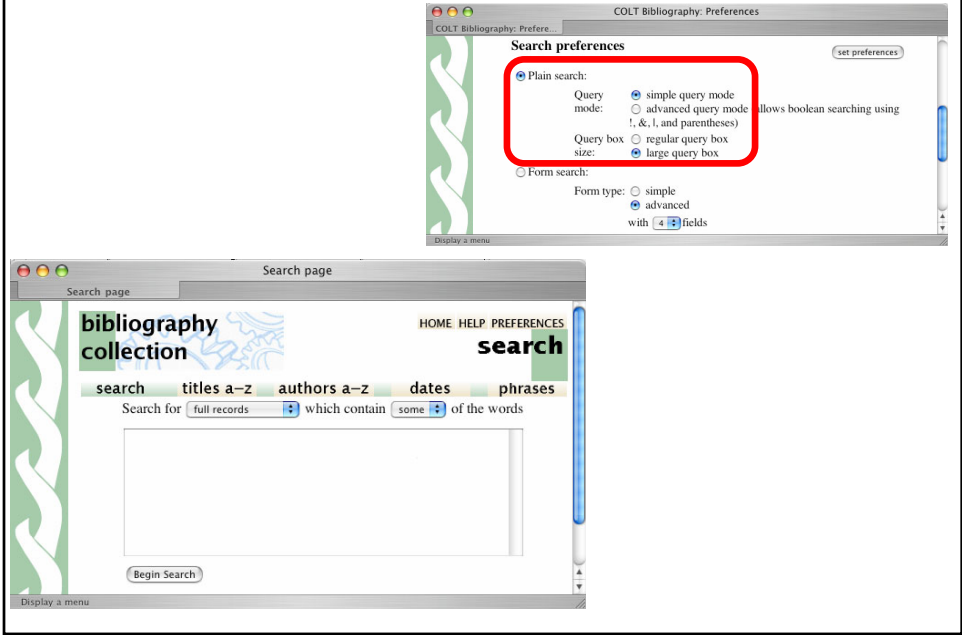 COLT Bibliography: Preferences
COLT Bibliography: Prefere...
Search preferences
set preferences
Plain search:
Query simple query mode
mode: advanced query mode allows boolean searching using
!, &, |, and parentheses)
Query box regular query box
size: large query box
Form search:
Form type: simple
advanced
with 4 fields
Display a menu
Search page
Search page
bibliography
collection
HOME HELP PREFERENCES
search
search titles a–z authors a–z dates phrases
Search for full records which contain some of the words
Begin Search
Display a menu